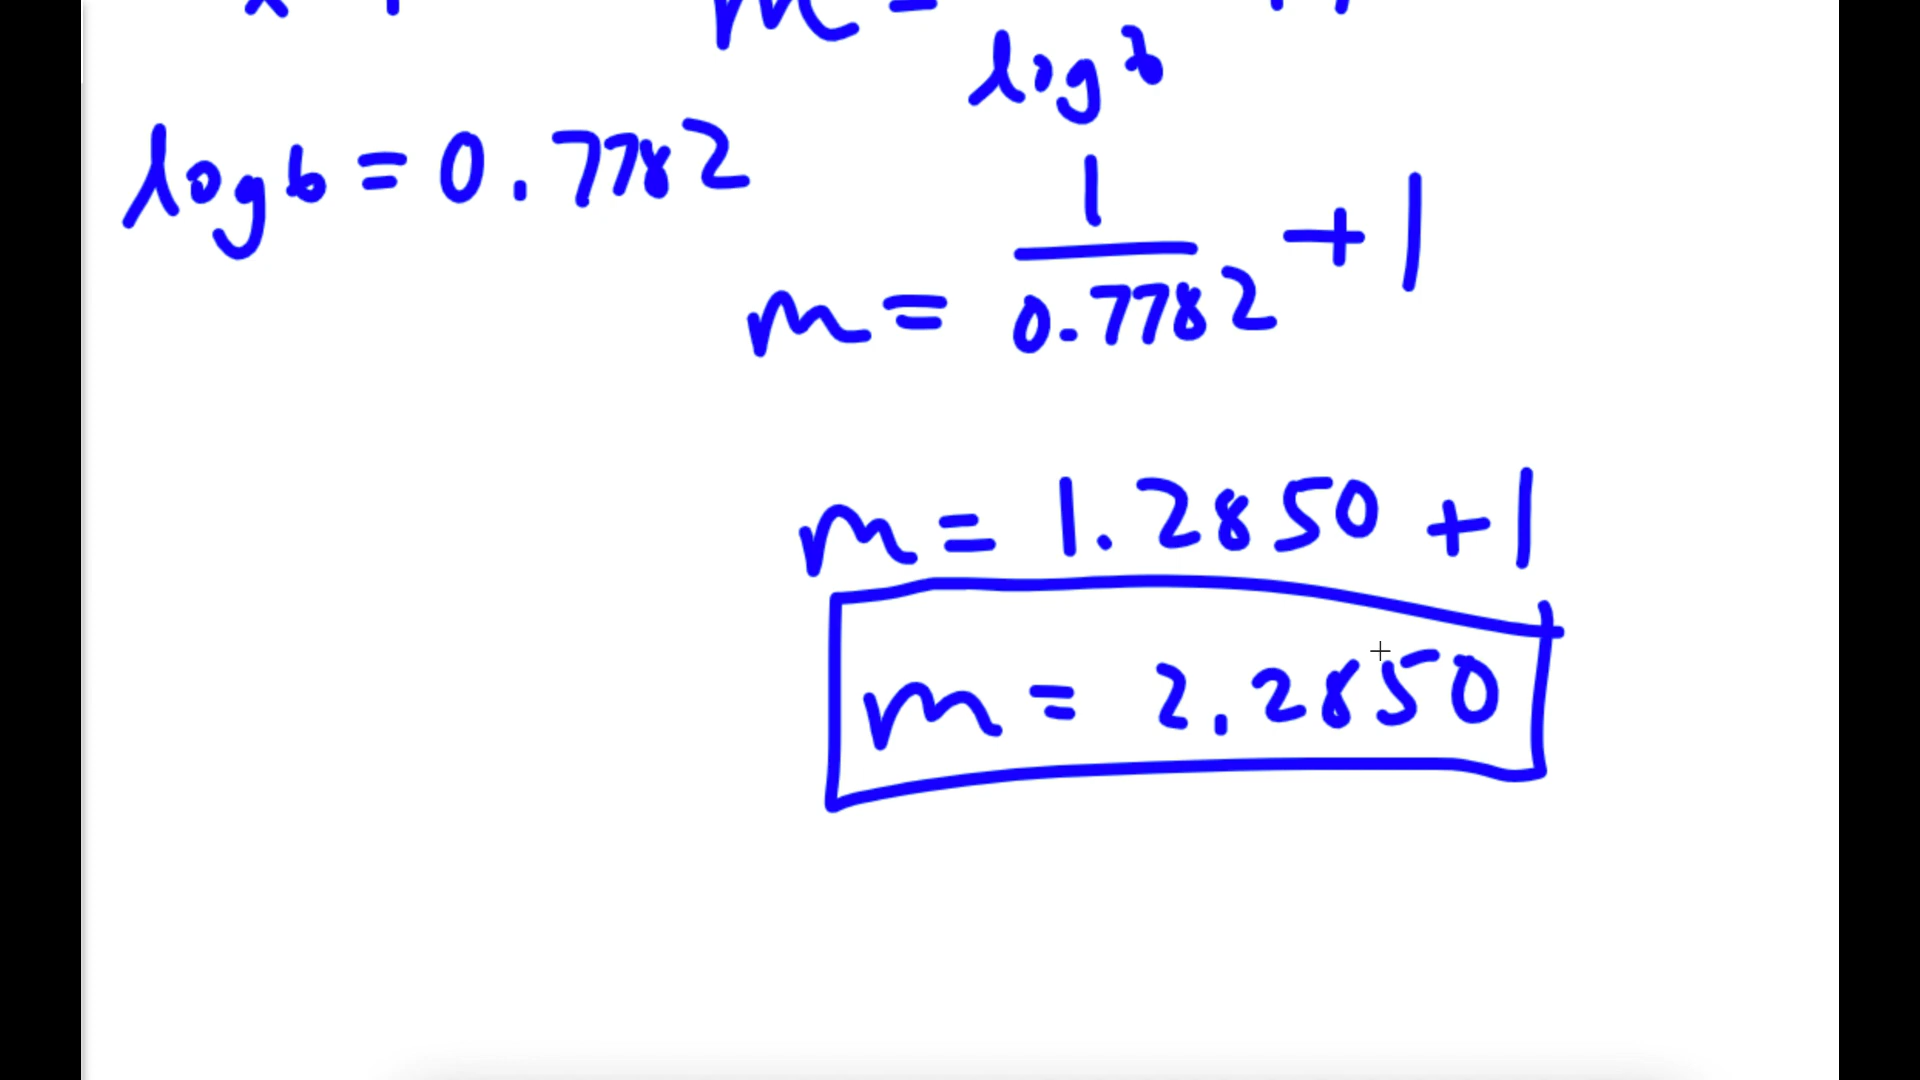 m =
log 6
log 6 = 0.7782
m = 1/0.7782 + 1
m = 1.2850 + 1
m = 2.2850